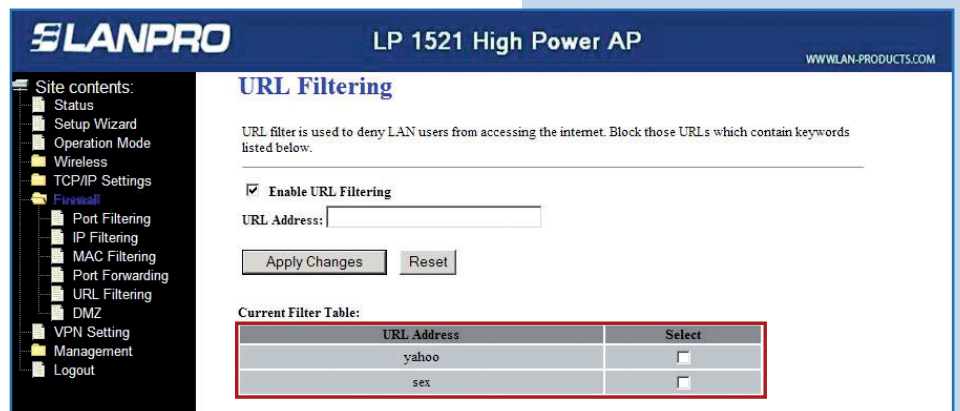 LANPRO
LP 1521 High Power AP
WWWLAN-PRODUCTS.COM
Site contents:
Status
Setup Wizard
Operation Mode
Wireless
TCP/IP Settings
Firewall
Port Filtering
IP Filtering
MAC Filtering
Port Forwarding
URL Filtering
DMZ
VPN Setting
Management
Logout
URL Filtering
URL filter is used to deny LAN users from accessing the internet. Block those URLs which contain keywords
listed below.
Enable URL Filtering
URL Address:
Apply Changes Reset
Current Filter Table:
URL Address Select
yahoo
sex